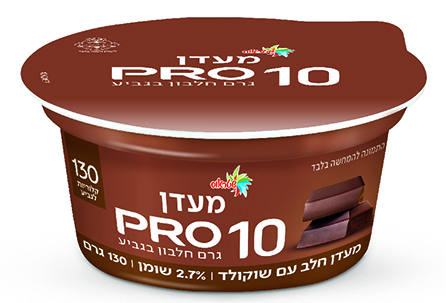 מעדן
PRO 10
גרם חלבון בגביע
התמונה להמחשה בלבד
130
קלוריות
לגביע
מעדן
PRO 10
גרם חלבון בגביע
מעדן חלב עם שוקולד | 2.7% שומן | 130 גרם